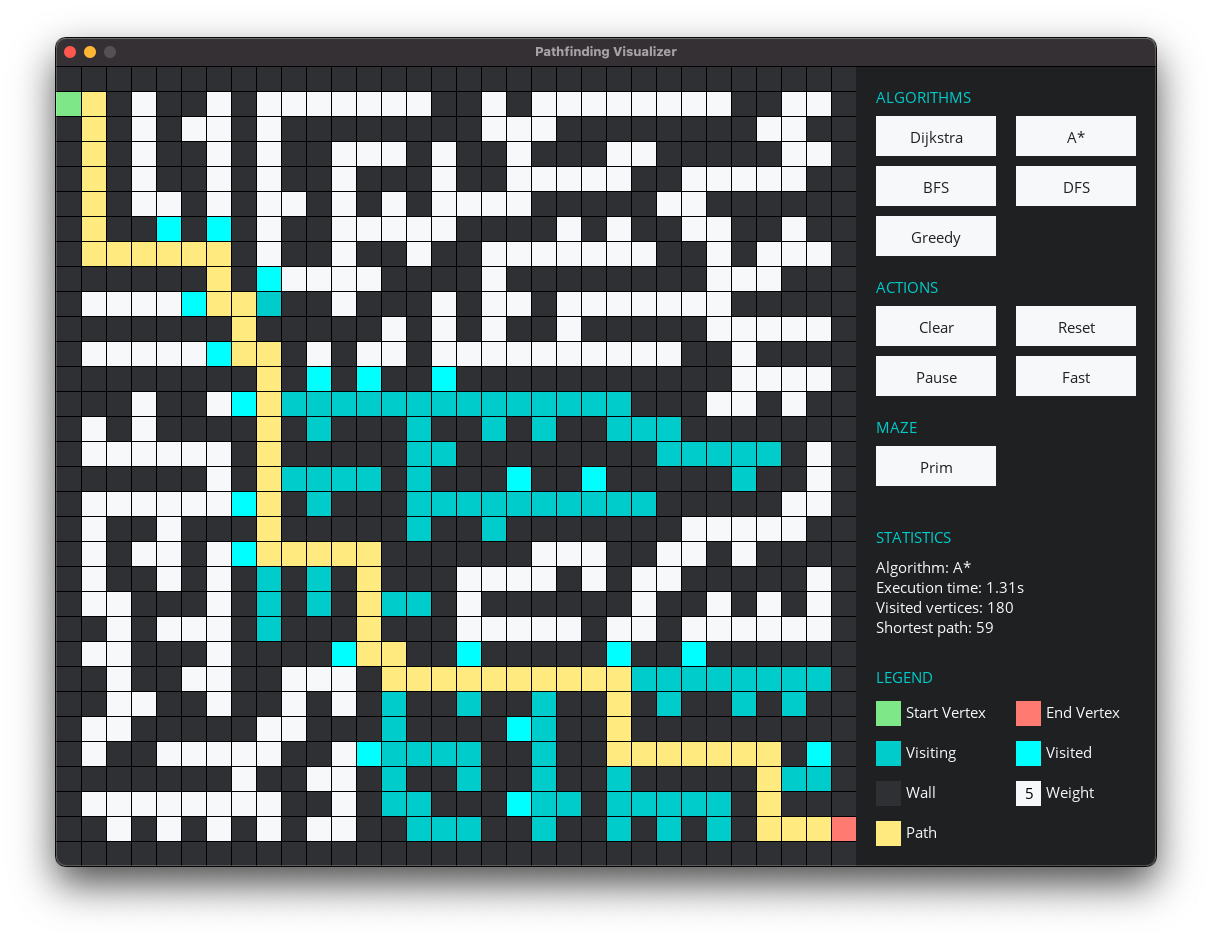 Pathfinding Visualizer
ALGORITHMS
Dijkstra A*
BFS DFS
Greedy
ACTIONS
Clear Reset
Pause Fast
MAZE
Prim
STATISTICS
Algorithm: A*
Execution time: 1.31s
Visited vertices: 180
Shortest path: 59
LEGEND
Start Vertex End Vertex
Visiting Visited
Wall 5 Weight
Path